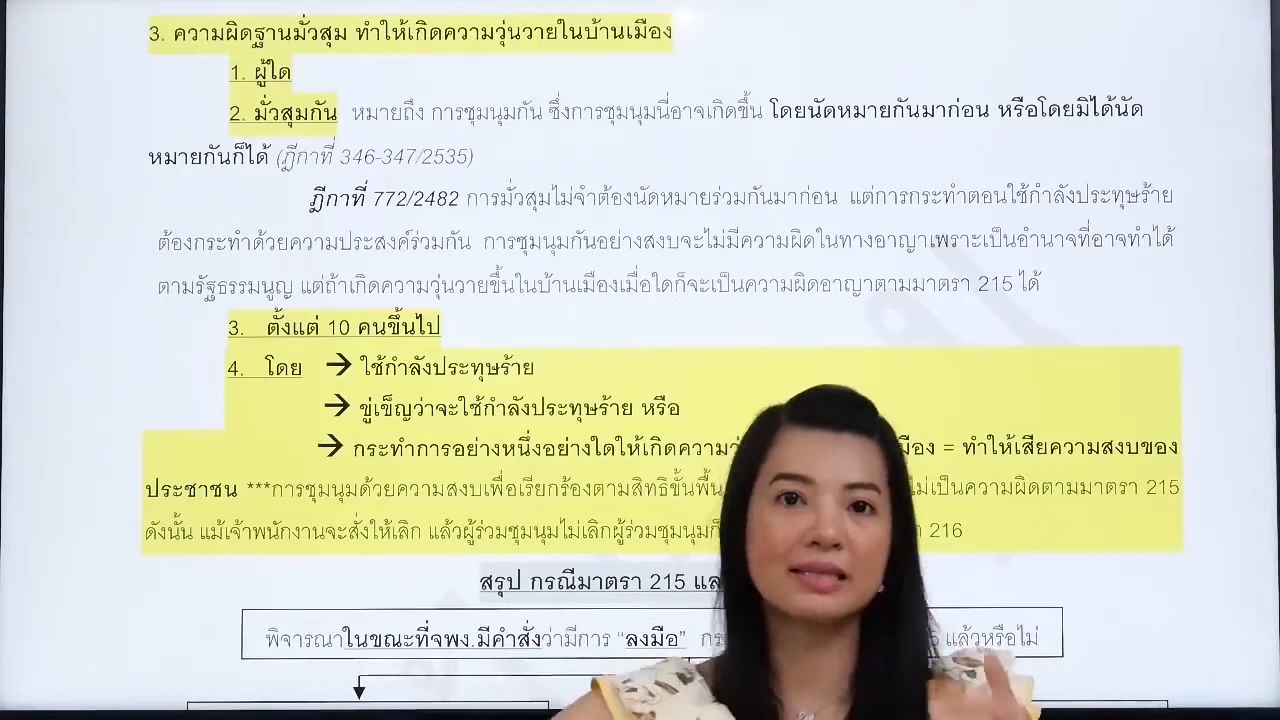 3. ความผิดฐานมั่วสุม ทำให้เกิดความวุ่นวายในบ้านเมือง
1. ผู้ใด
2. มั่วสุมกัน หมายถึง การชุมนุมกัน ซึ่งการชุมนุมนี่อาจเกิดขึ้น โดยนัดหมายกันมาก่อน หรือโดยมิได้นัด
หมายกันก็ได้ (ฎีกาที่ 346-347/2535)
ฎีกาที่ 772/2482 การมั่วสุมไม่จำต้องนัดหมายร่วมกันมาก่อน แต่การกระทำตอนใช้กำลังประทุษร้าย
ต้องกระทำด้วยความประสงค์ร่วมกัน การชุมนุมกันอย่างสงบจะไม่มีความผิดในทางอาญาเพราะเป็นอำนาจที่อาจทำได้
ตามรัฐธรรมนูญ แต่ถ้าเกิดความวุ่นวายขึ้นในบ้านเมืองเมื่อใดก็จะเป็นความผิดอาญาตามมาตรา 215 ได้
3. ตั้งแต่ 10 คนขึ้นไป
4. โดย → ใช้กำลังประทุษร้าย
→ ขู่เข็ญว่าจะใช้กำลังประทุษร้าย หรือ
→ กระทำการอย่างหนึ่งอย่างใดให้เกิดความ มือง = ทำให้เสียความสงบของ
ประชาชน ***การชุมนุมด้วยความสงบเพื่อเรียกร้องตามสิทธิขั้นพื้น ไม่เป็นความผิดตามมาตรา 215
ดังนั้น แม้เจ้าพนักงานจะสั่งให้เลิก แล้วผู้ร่วมชุมนุมไม่เลิกผู้ร่วมชุมนุม 216
สรุป กรณีมาตรา 215 แล
พิจารณาในขณะที่จพง.มีคำสั่งว่ามีการ “ลงมือ” แล้วหรือไม่